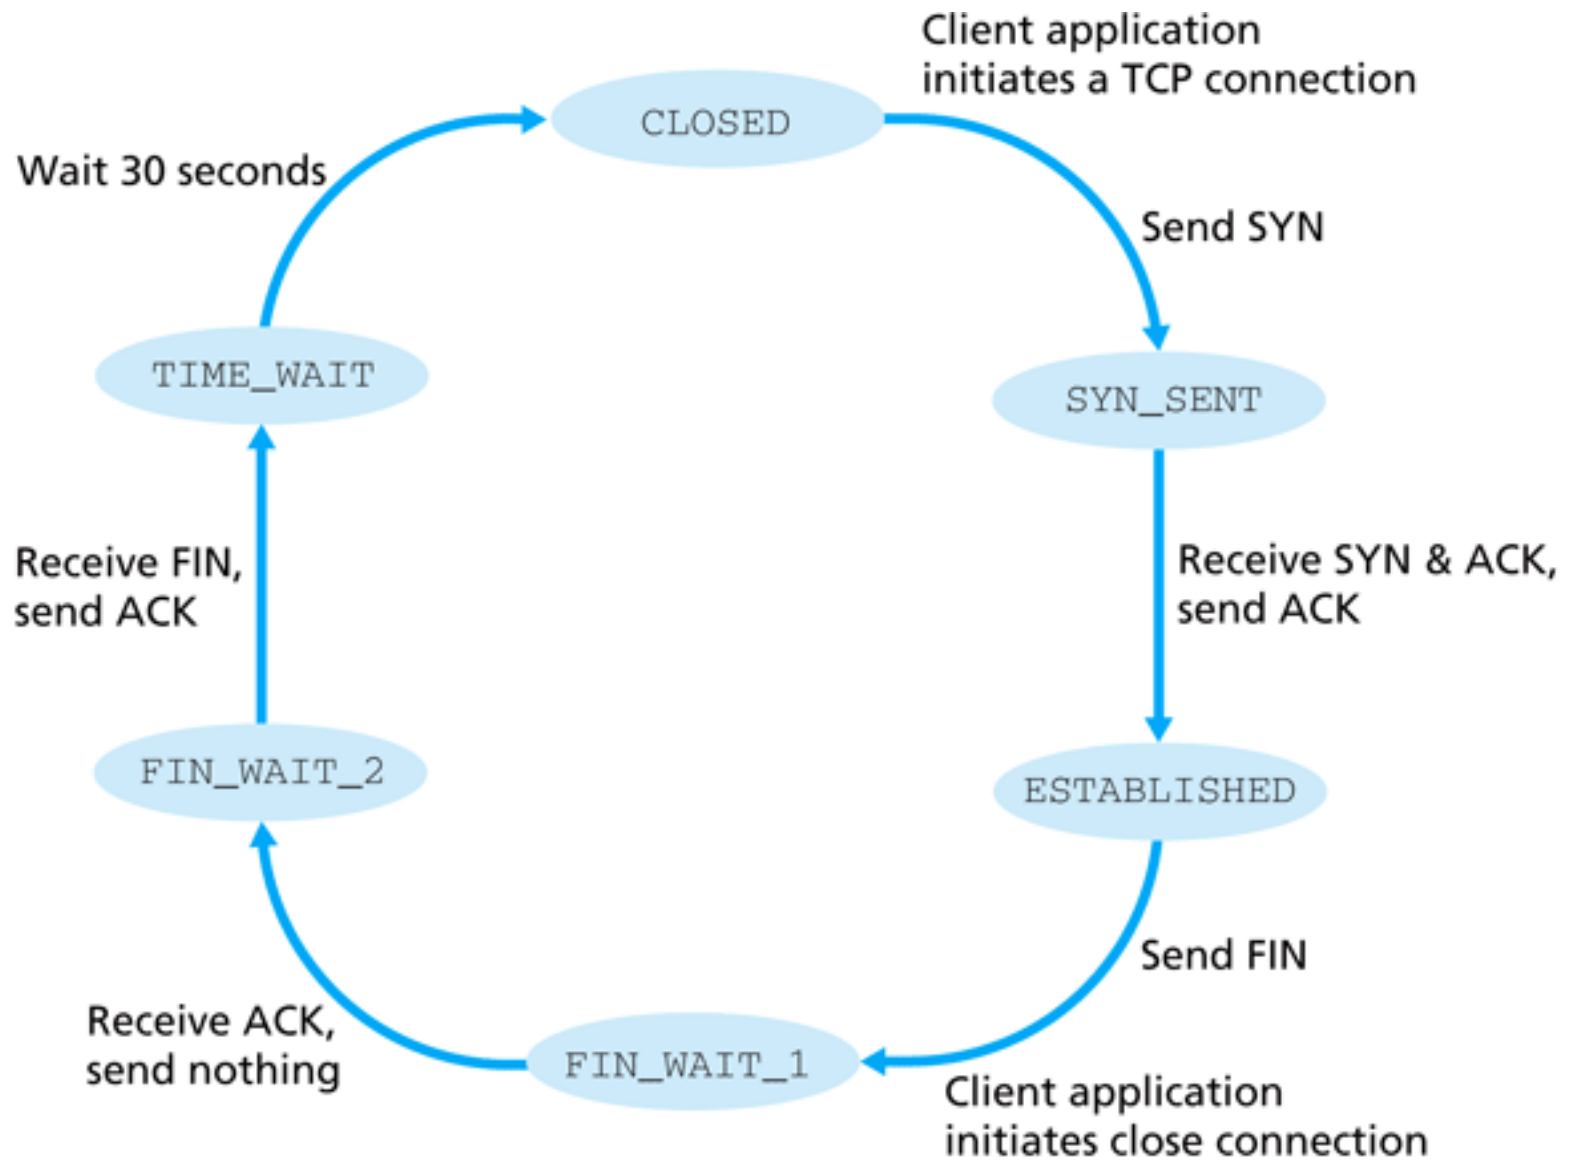 Client application
initiates a TCP connection
CLOSED
Wait 30 seconds
Send SYN
TIME_WAIT
SYN_SENT
Receive FIN,
send ACK
Receive SYN & ACK,
send ACK
FIN_WAIT_2
ESTABLISHED
Send FIN
Receive ACK,
send nothing
FIN_WAIT_1
Client application
initiates close connection